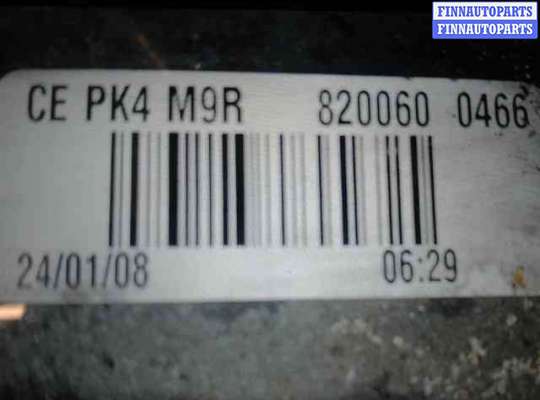 FINNAUTOPARTS
FINNAUTOPARTS
CE PK4 M9R 820060 0466
24/01/08 06:29